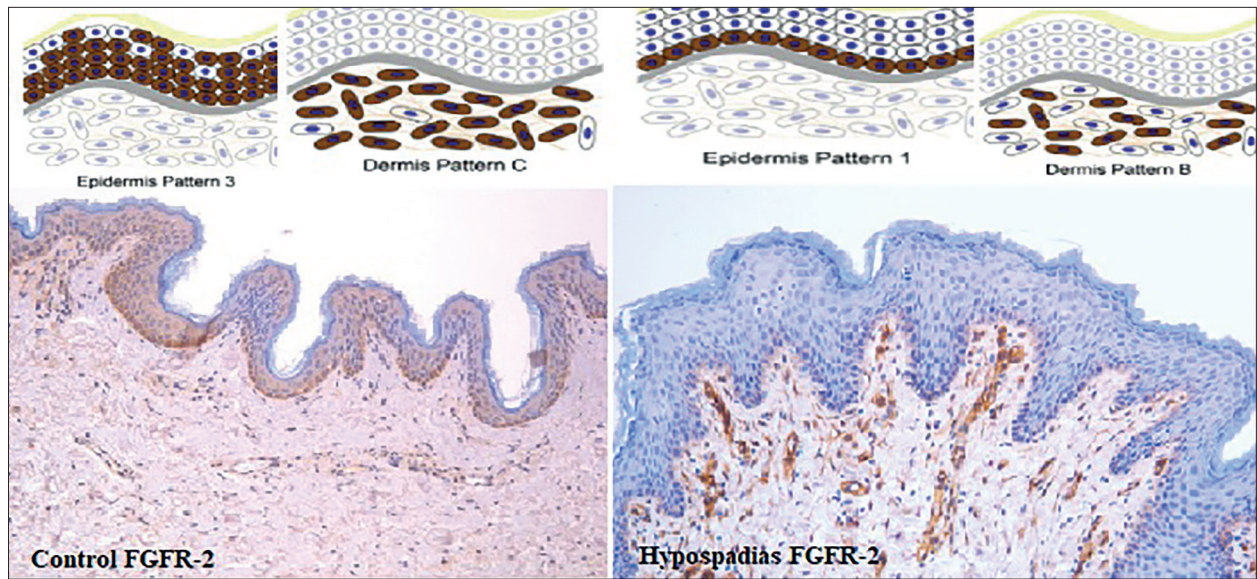 Epidermis Pattern 3
Dermis Pattern C
Epidermis Pattern 1
Dermis Pattern B
Control FGFR-2
Hypospadias FGFR-2